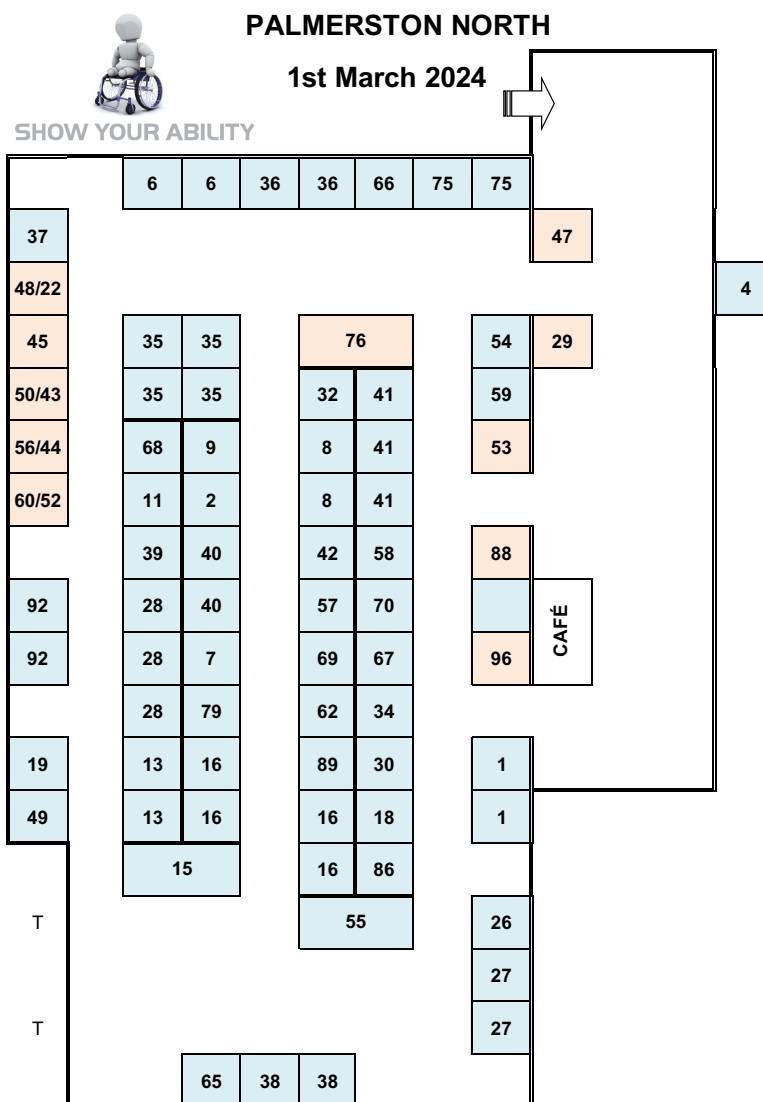 PALMERSTON NORTH
1st March 2024
SHOW YOUR ABILITY
6 6 36 36 66 75 75
37 47
48/22 4
45 35 35 76 54 29
50/43 35 35 32 41 59
56/44 68 9 8 41 53
60/52 11 2 8 41
39 40 42 58 88
92 28 40 57 70
CAFÉ
92 28 7 69 67 96
28 79 62 34
19 13 16 89 30 1
49 13 16 16 18 1
15 16 86
T 55 26
27
T 27
65 38 38